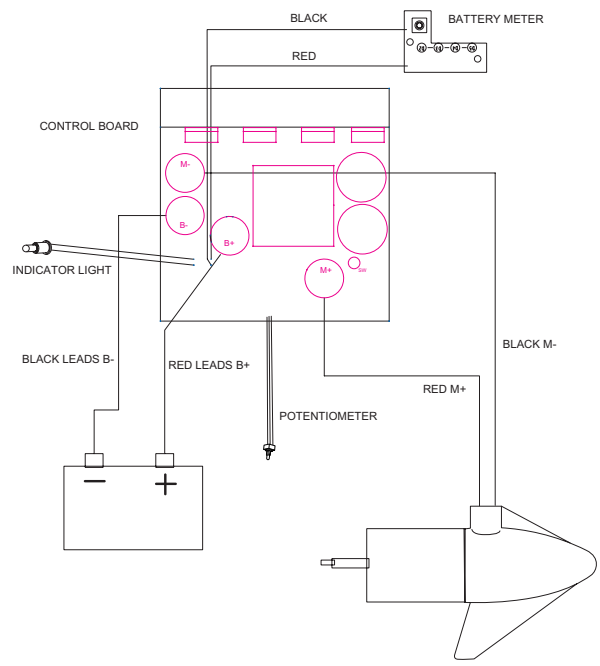 BLACK
BATTERY METER
RED
CONTROL BOARD
M-
B-
B+
M+
SW
INDICATOR LIGHT
BLACK M-
BLACK LEADS B-
RED LEADS B+
RED M+
POTENTIOMETER
− +